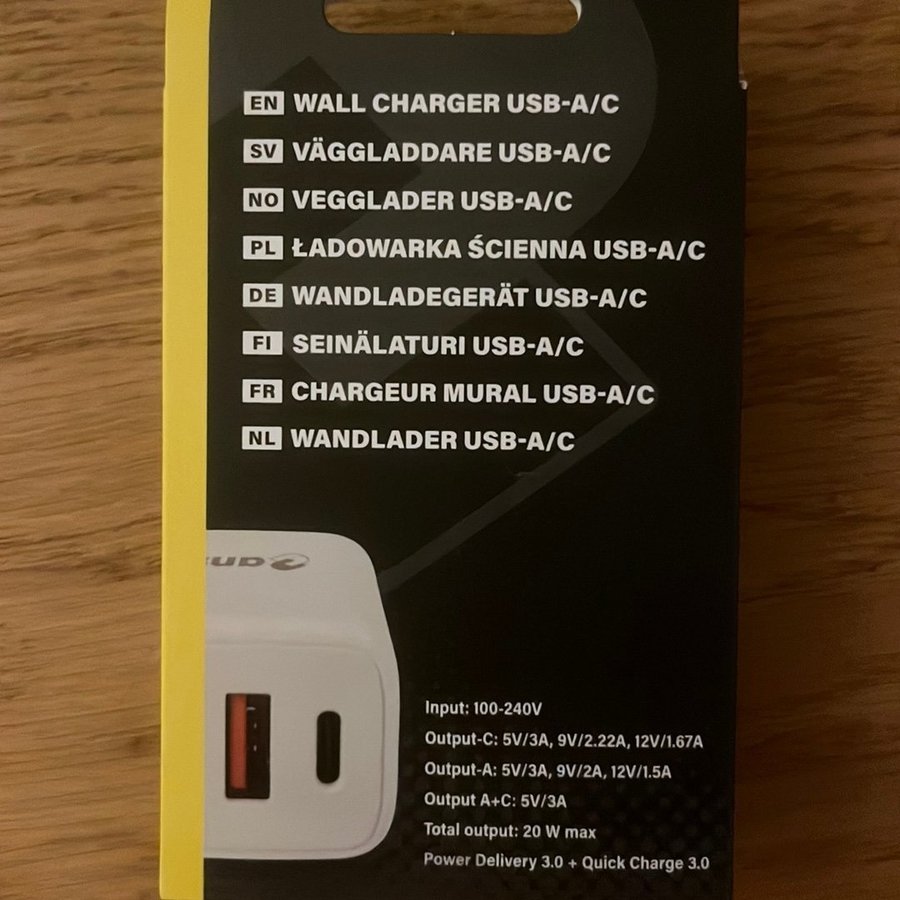 EN WALL CHARGER USB-A/C
SV VÄGGLADDARE USB-A/C
NO VEGGLADER USB-A/C
PL ŁADOWARKA ŚCIENNA USB-A/C
DE WANDLADEGERÄT USB-A/C
FI SEINÄLATURI USB-A/C
FR CHARGEUR MURAL USB-A/C
NL WANDLADER USB-A/C
Input: 100-240V
Output-C: 5V/3A, 9V/2.22A, 12V/1.67A
Output-A: 5V/3A, 9V/2A, 12V/1.5A
Output A+C: 5V/3A
Total output: 20 W max
Power Delivery 3.0 + Quick Charge 3.0